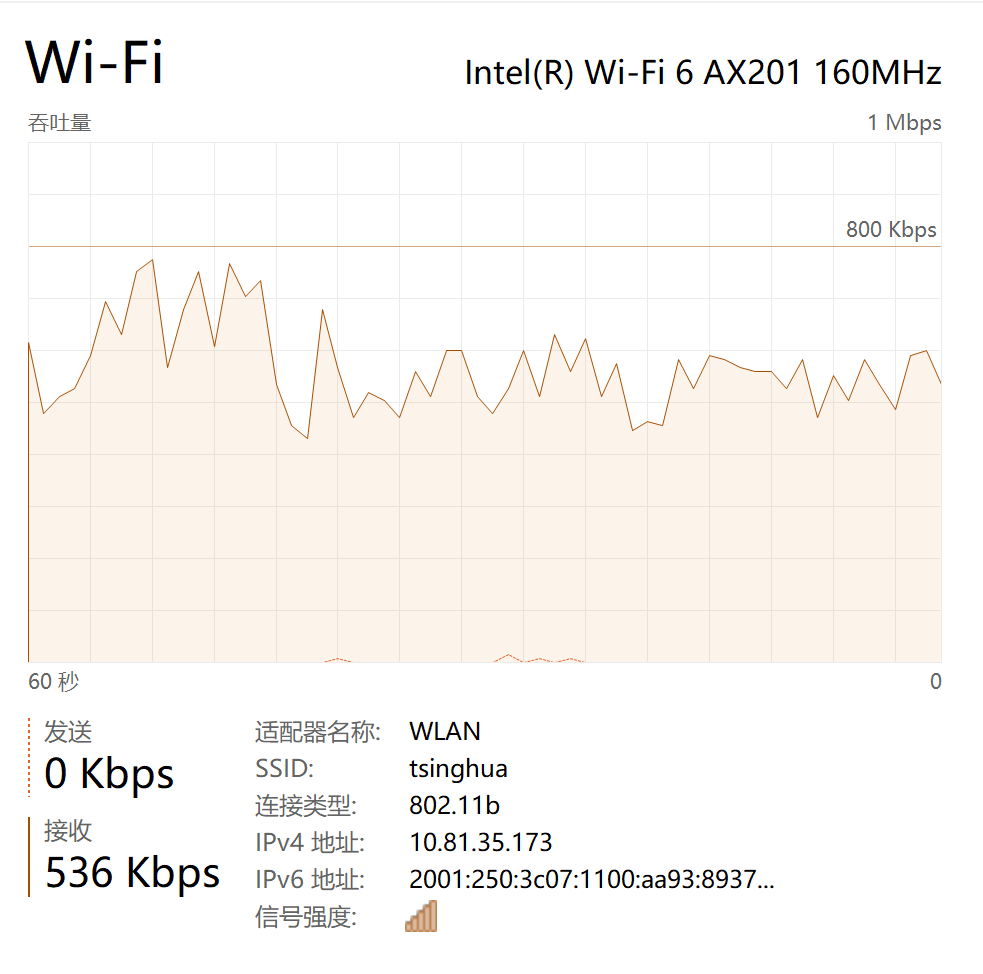 Wi-Fi
Intel(R) Wi-Fi 6 AX201 160MHz
吞吐量
1 Mbps
800 Kbps
60 秒
0
发送
0 Kbps
接收
536 Kbps
适配器名称: WLAN
SSID: tsinghua
连接类型: 802.11b
IPv4 地址: 10.81.35.173
IPv6 地址: 2001:250:3c07:1100:aa93:8937...
信号强度: